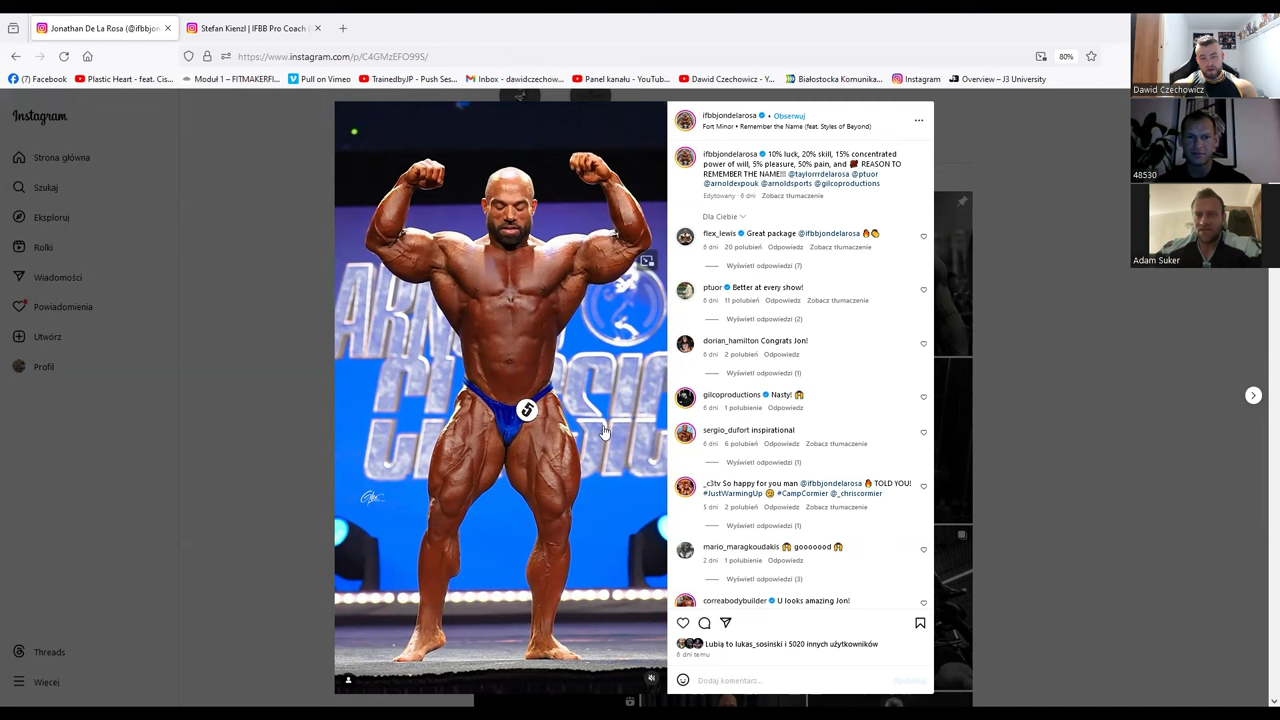 Jonathan De La Rosa (@ifbbjon
Stefan Kienzl | IFBB Pro Coach (
https://www.instagram.com/p/C4GMzEFO99S/
80%
(7) Facebook
Plastic Heart - feat. Cis...
Moduł 1 – FITMAKERFI...
Pull on Vimeo
TrainedbyJP - Push Ses...
Inbox - dawidczechow...
Panel kanału - YouTub...
Dawid Czechowicz - Y...
Białostocka Komunika...
Instagram
Overview – J3 University
Instagram
Strona główna
Szukaj
Eksploruj
Rolki
Wiadomości
Powiadomienia
Utwórz
Profil
Threads
Więcej
5
ifbbjondelarosa • Obserwuj
Fort Minor • Remember the Name (feat. Styles of Beyond)
ifbbjondelarosa 10% luck, 20% skill, 15% concentrated
power of will, 5% pleasure, 50% pain, and REASON TO
REMEMBER THE NAME!!! @taylorrrdelarosa @ptuor
@arnoldexpouk @arnoldsports @gilcoproductions
Edytowany · 6 dni Zobacz tłumaczenie
Dla Ciebie
flex_lewis Great package @ifbbjondelarosa 🔥👏
6 dni 20 polubień Odpowiedz Zobacz tłumaczenie
Wyświetl odpowiedzi (7)
ptuor Better at every show!
6 dni 11 polubień Odpowiedz Zobacz tłumaczenie
Wyświetl odpowiedzi (2)
dorian_hamilton Congrats Jon!
6 dni 2 polubień Odpowiedz
Wyświetl odpowiedzi (1)
gilcoproductions Nasty!
6 dni 1 polubienie Odpowiedz
sergio_dufort inspirational
6 dni 6 polubień Odpowiedz Zobacz tłumaczenie
Wyświetl odpowiedzi (1)
_c3tv So happy for you man @ifbbjondelarosa 🔥 TOLD YOU!
#JustWarmingUp #CampCormier @_chriscormier
5 dni 2 polubień Odpowiedz Zobacz tłumaczenie
Wyświetl odpowiedzi (1)
mario_maragkoudakis gooooood
2 dni 1 polubienie Odpowiedz
Wyświetl odpowiedzi (3)
correabodybuilder U looks amazing Jon!
Lubią to lukas_sosinski i 5020 innych użytkowników
6 dni temu
Dodaj komentarz...
Opublikuj
Dawid Czechowicz
48530
Adam Suker